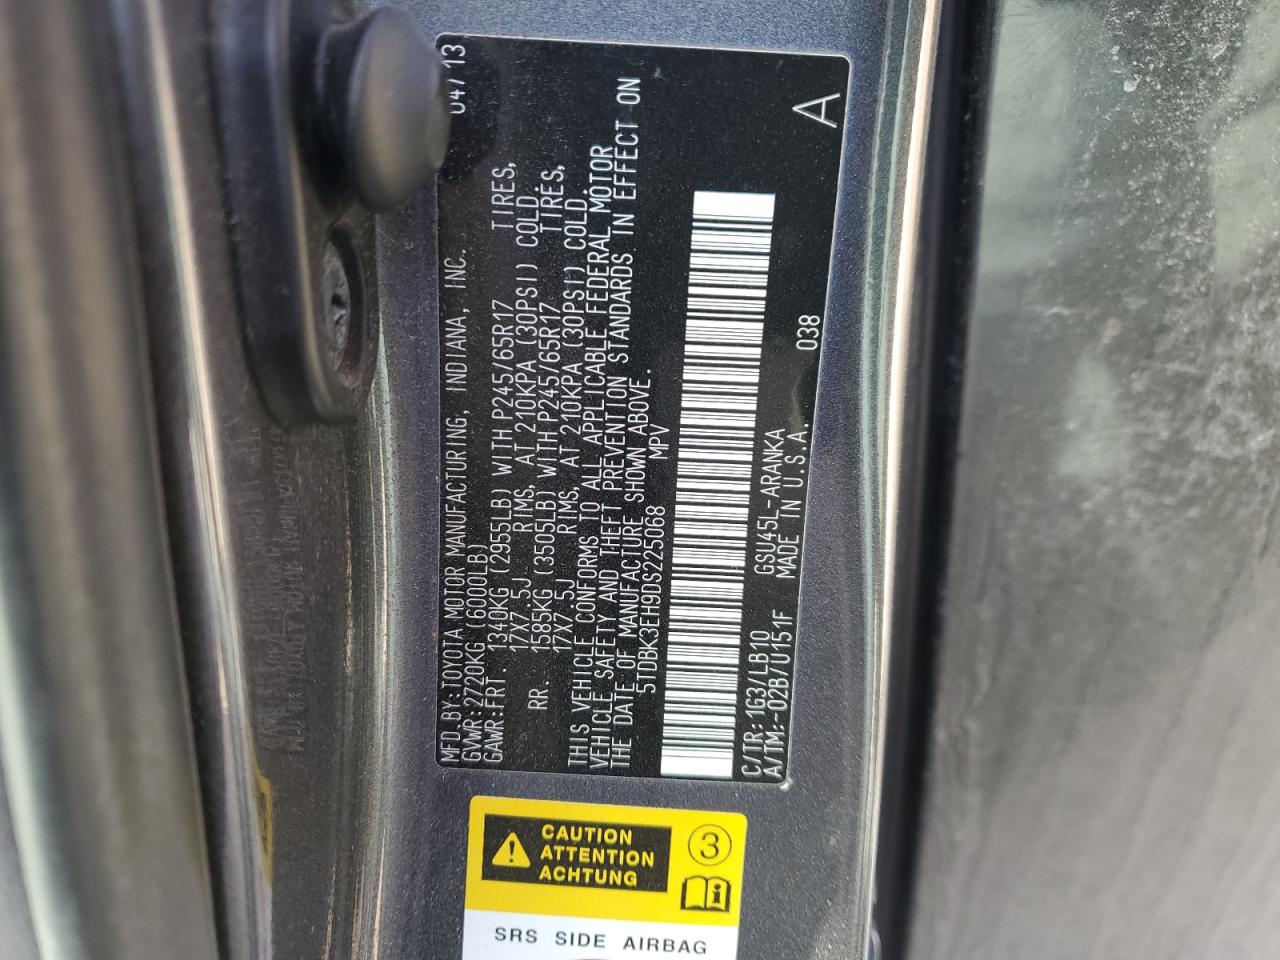 MFD.BY:TOYOTA MOTOR MANUFACTURING, INDIANA, INC. 04/13
GVWR:2720KG (6000LB)
GAWR:FRT. 1340KG (2955LB) WITH P245/65R17 TIRES,
17X7.5J RIMS, AT 210KPA (30PSI) COLD.
RR. 1585KG (3505LB) WITH P245/65R17 TIRES,
17X7.5J RIMS, AT 210KPA (30PSI) COLD.
THIS VEHICLE CONFORMS TO ALL APPLICABLE FEDERAL MOTOR
VEHICLE SAFETY AND THEFT PREVENTION STANDARDS IN EFFECT ON
THE DATE OF MANUFACTURE SHOWN ABOVE.
5TDBK3EH9DS225068 MPV
C/TR:1G3/LB10 GSU45L-ARANKA 038 A
A/TM:-02B/U151F MADE IN U.S.A.
CAUTION
ATTENTION
ACHTUNG
3
SRS SIDE AIRBAG